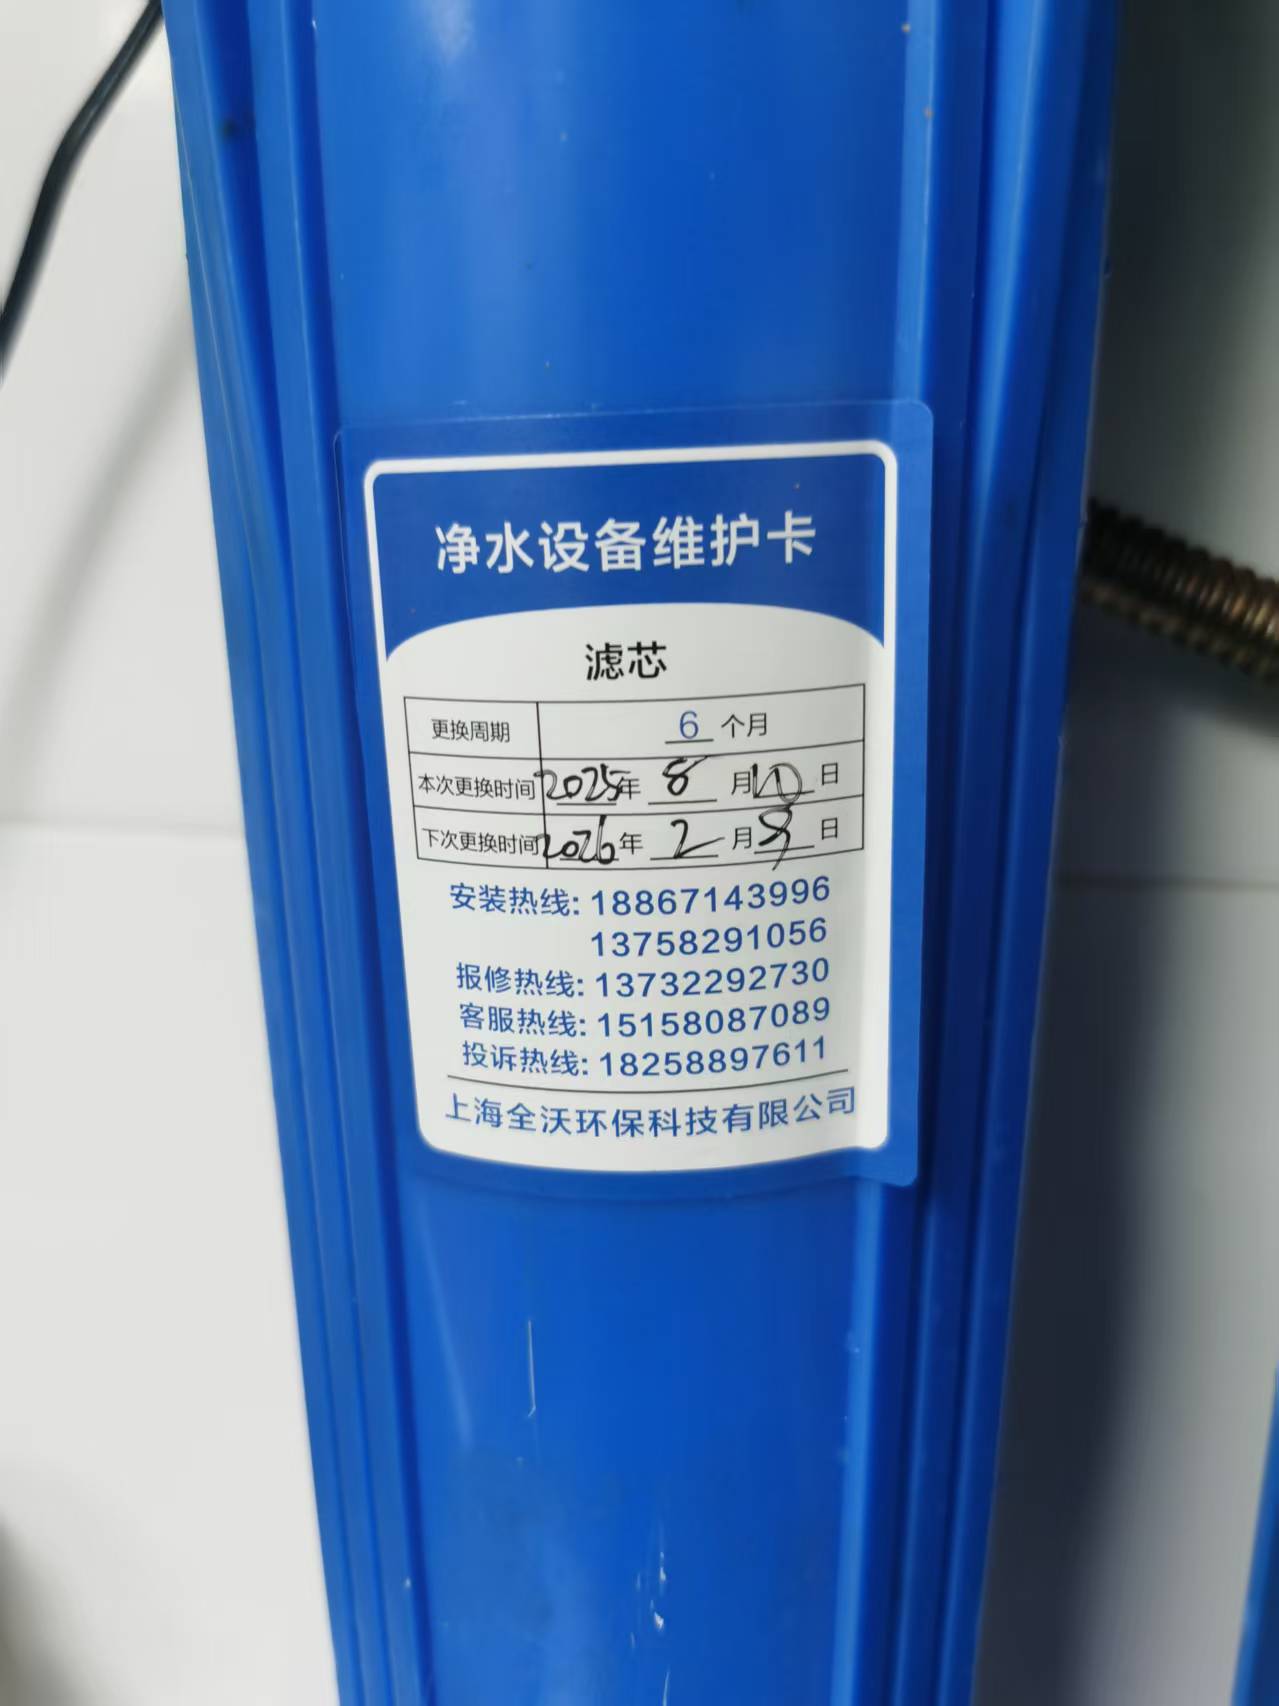 净水设备维护卡
滤芯
更换周期 6 个月
本次更换时间 2025年 8 月10日
下次更换时间 2026年 2 月9日
安装热线: 18867143996
13758291056
报修热线: 13732292730
客服热线: 15158087089
投诉热线: 18258897611
上海全沃环保科技有限公司